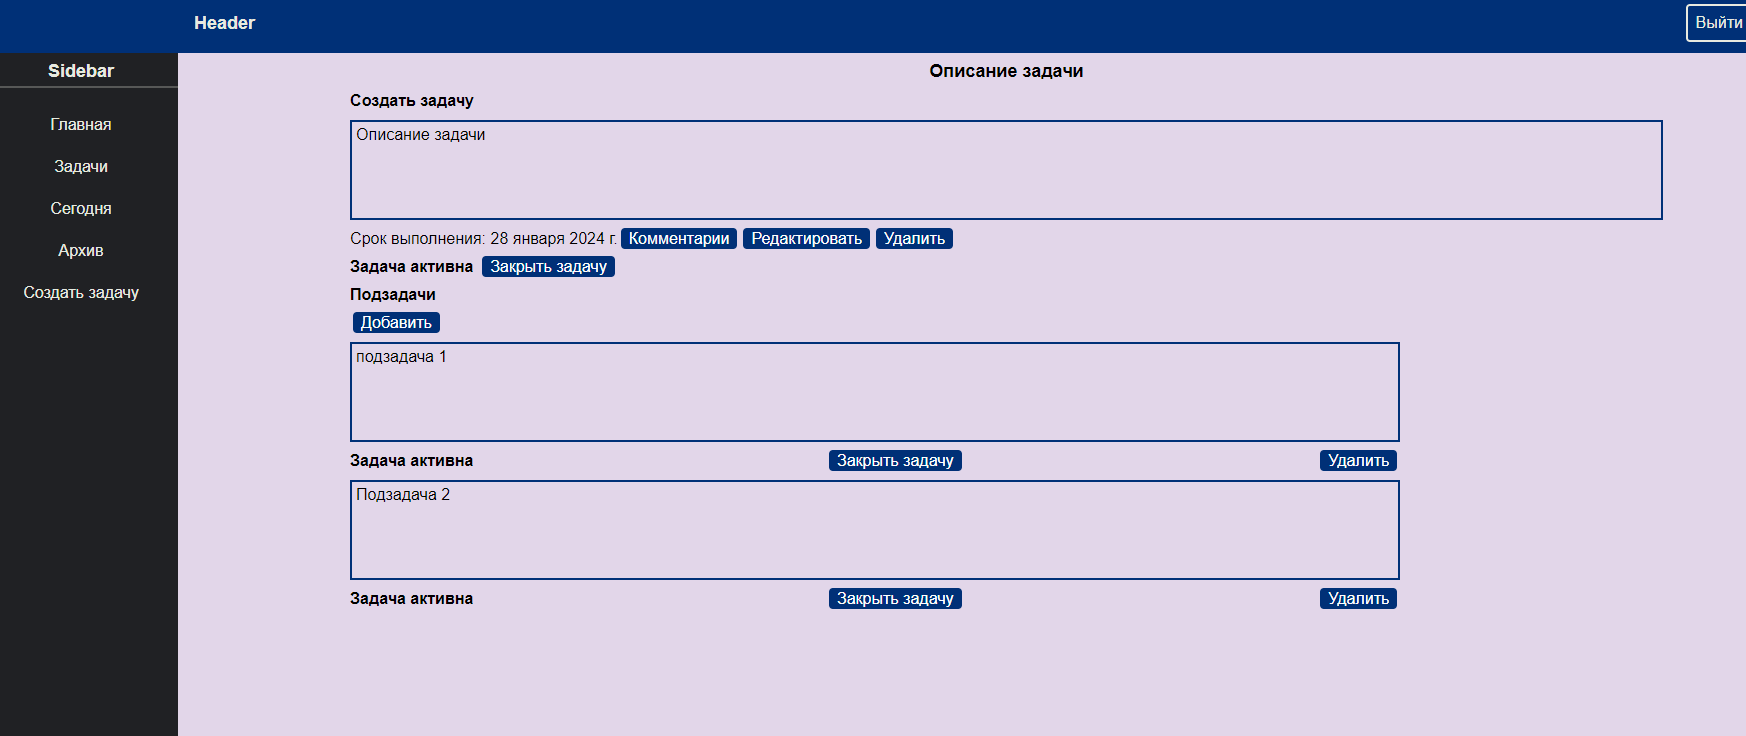 Header
Выйти
Sidebar
Главная
Задачи
Сегодня
Архив
Создать задачу
Описание задачи
Создать задачу
Описание задачи
Срок выполнения: 28 января 2024 г. Комментарии Редактировать Удалить
Задача активна Закрыть задачу
Подзадачи
Добавить
подзадача 1
Задача активна Закрыть задачу Удалить
Подзадача 2
Задача активна Закрыть задачу Удалить